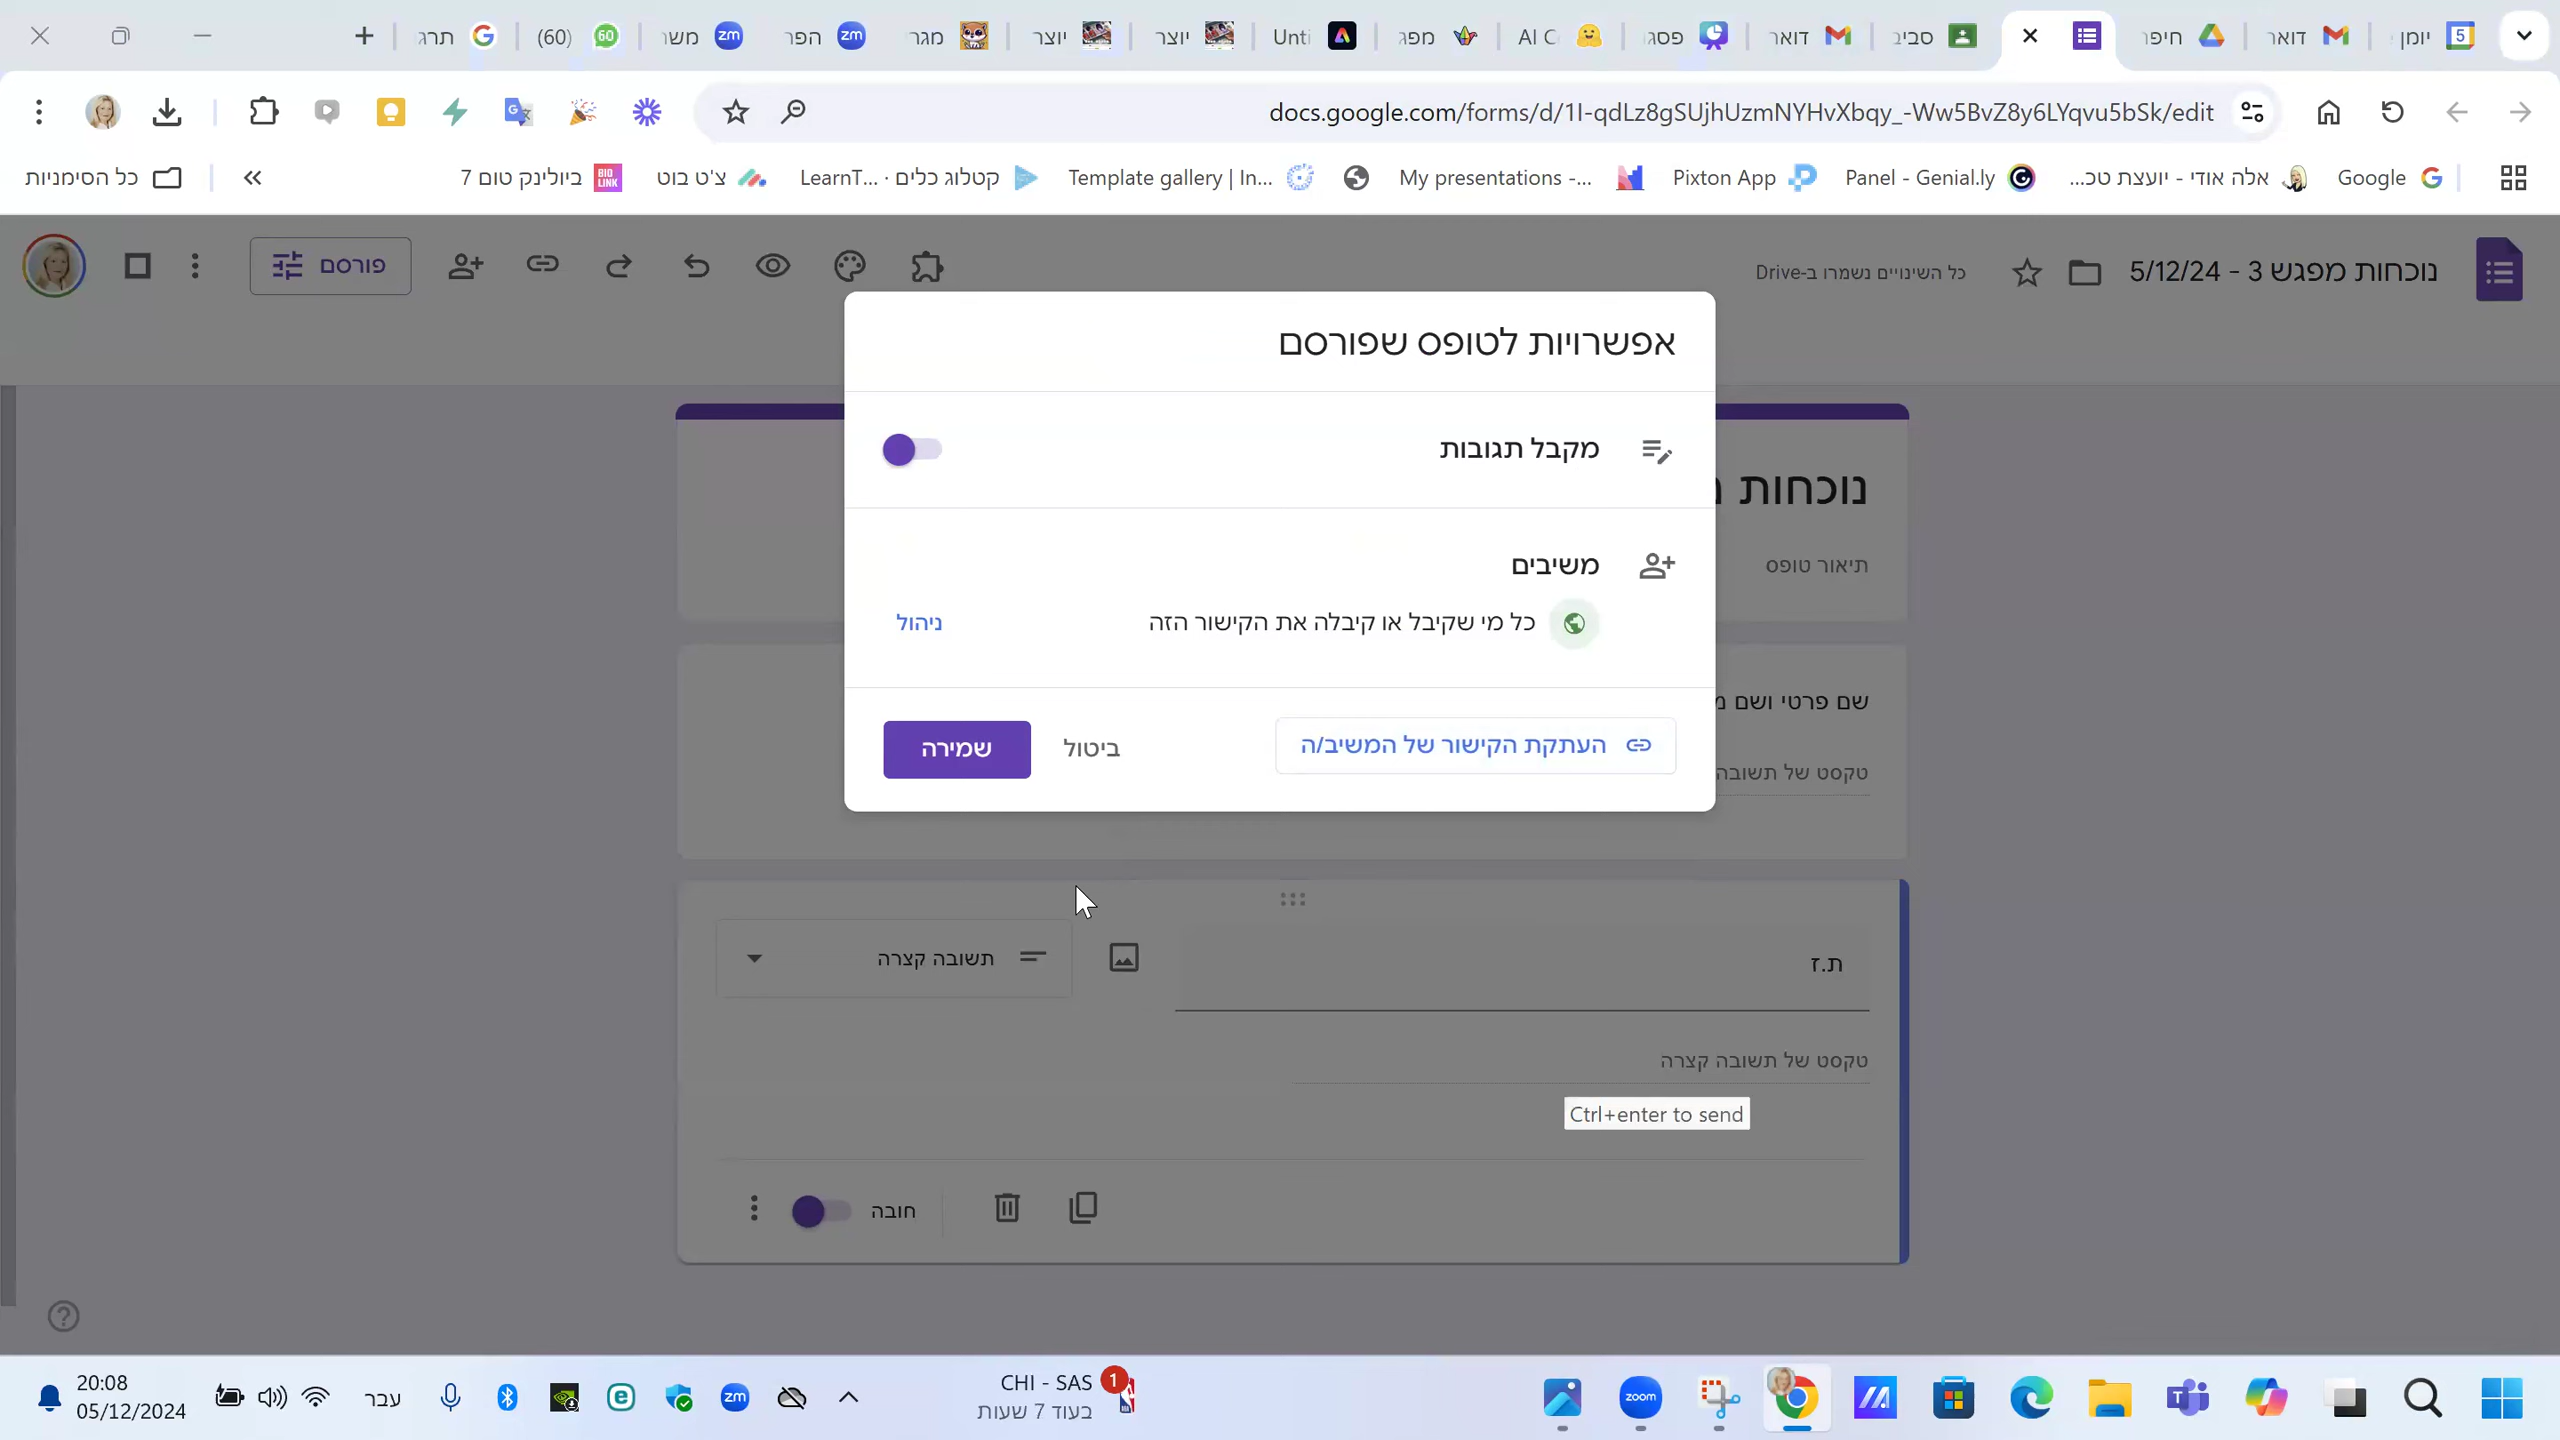 יומן
דואר
חיפו
סביב
דואר
פסגו
AI C
מפג
Unti
יוצר
יוצר
מגר
הפר
משר
(60)
תרג
docs.google.com/forms/d/1I-qdLz8gSUjhUzmNYHvXbqy_-Ww5BvZ8y6LYqvu5bSk/edit
Google
אלה אודי - יועצת טכ...
Panel - Genial.ly
Pixton App
My presentations -...
Template gallery | In...
קטלוג כלים · LearnT...
צ'ט בוט
ביולינק טום 7
כל הסימניות
נוכחות מפגש 3 - 5/12/24
כל השינויים נשמרו ב-Drive
פורסם
אפשרויות לטופס שפורסם
מקבל תגובות
נוכחות
תיאור טופס
משיבים
כל מי שקיבל או קיבלה את הקישור הזה
ניהול
שם פרטי ושם
העתקת הקישור של המשיב/ה
ביטול
שמירה
טקסט של תשובה
ת.ז
תשובה קצרה
טקסט של תשובה קצרה
Ctrl+enter to send
חובה
CHI - SAS
בעוד 7 שעות
1
עבר
20:08
05/12/2024